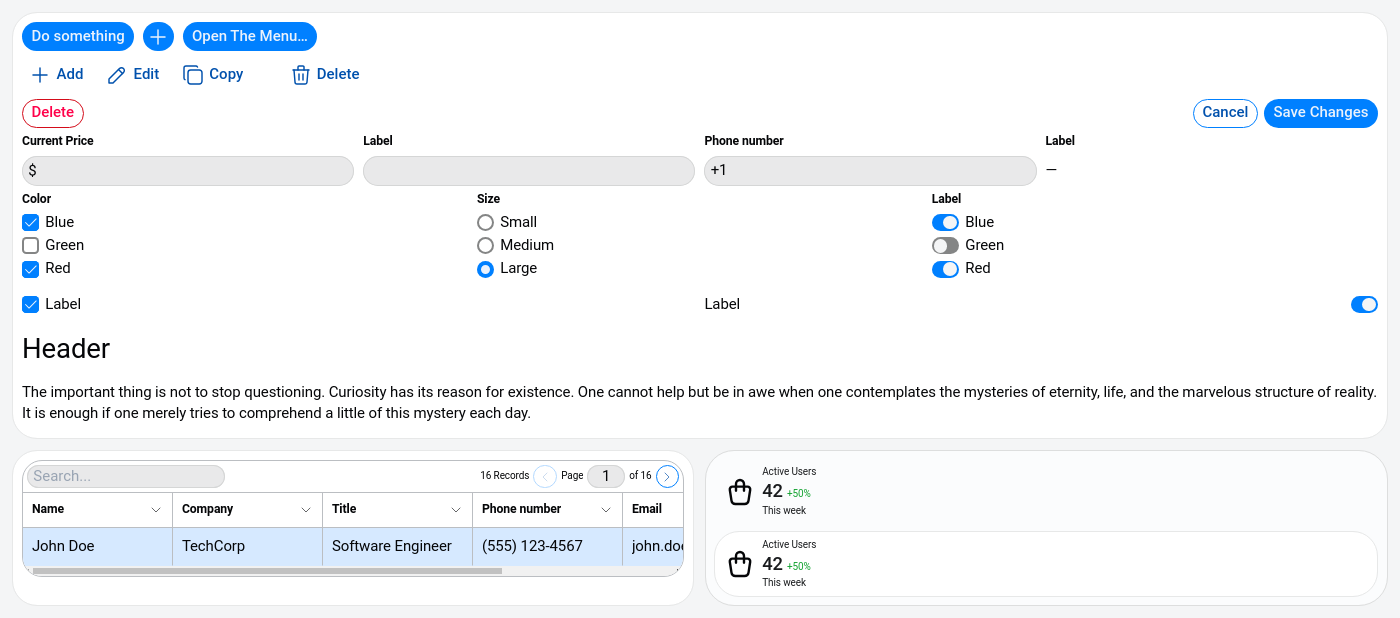 Do something Open The Menu...
Add Edit Copy Delete
Delete Cancel Save Changes
Current Price Label Phone number Label
$ +1 —
Color Size Label
Blue Small Blue
Green Medium Green
Red Large Red
Label Label
Header
The important thing is not to stop questioning. Curiosity has its reason for existence. One cannot help but be in awe when one contemplates the mysteries of eternity, life, and the marvelous structure of reality.
It is enough if one merely tries to comprehend a little of this mystery each day.
Search... 16 Records Page 1 of 16
Name Company Title Phone number Email
John Doe TechCorp Software Engineer (555) 123-4567 john.doe
Active Users
42 +50%
This week
Active Users
42 +50%
This week